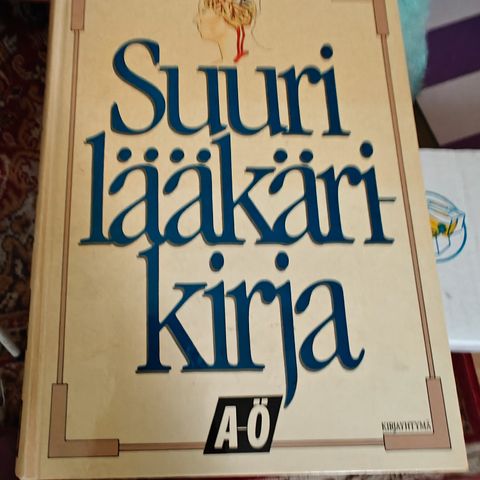 Suuri
lääkäri-
kirja
A-Ö
KIRJAYHTYMÄ